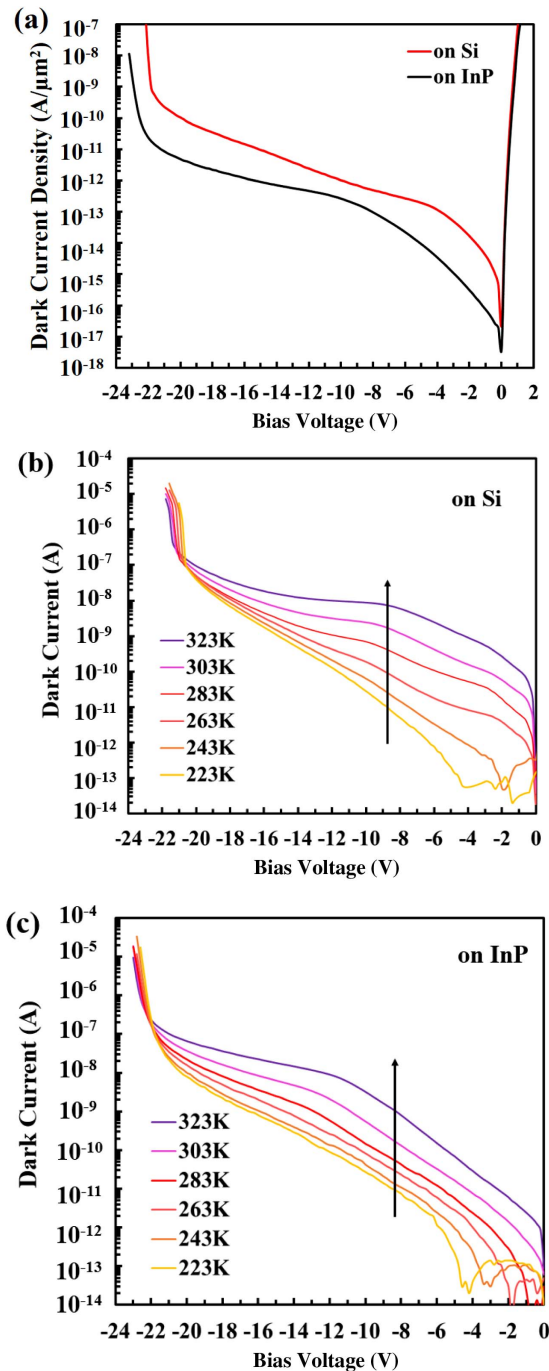 (a)
Dark Current Density (A/μm²)
10⁻⁷
10⁻⁸
10⁻⁹
10⁻¹⁰
10⁻¹¹
10⁻¹²
10⁻¹³
10⁻¹⁴
10⁻¹⁵
10⁻¹⁶
10⁻¹⁷
10⁻¹⁸
on Si
on InP
-24 -22 -20 -18 -16 -14 -12 -10 -8 -6 -4 -2 0 2
Bias Voltage (V)
(b)
Dark Current (A)
10⁻⁴
10⁻⁵
10⁻⁶
10⁻⁷
10⁻⁸
10⁻⁹
10⁻¹⁰
10⁻¹¹
10⁻¹²
10⁻¹³
10⁻¹⁴
on Si
323K
303K
283K
263K
243K
223K
-24 -22 -20 -18 -16 -14 -12 -10 -8 -6 -4 -2 0
Bias Voltage (V)
(c)
Dark Current (A)
10⁻⁴
10⁻⁵
10⁻⁶
10⁻⁷
10⁻⁸
10⁻⁹
10⁻¹⁰
10⁻¹¹
10⁻¹²
10⁻¹³
10⁻¹⁴
on InP
323K
303K
283K
263K
243K
223K
-24 -22 -20 -18 -16 -14 -12 -10 -8 -6 -4 -2 0
Bias Voltage (V)